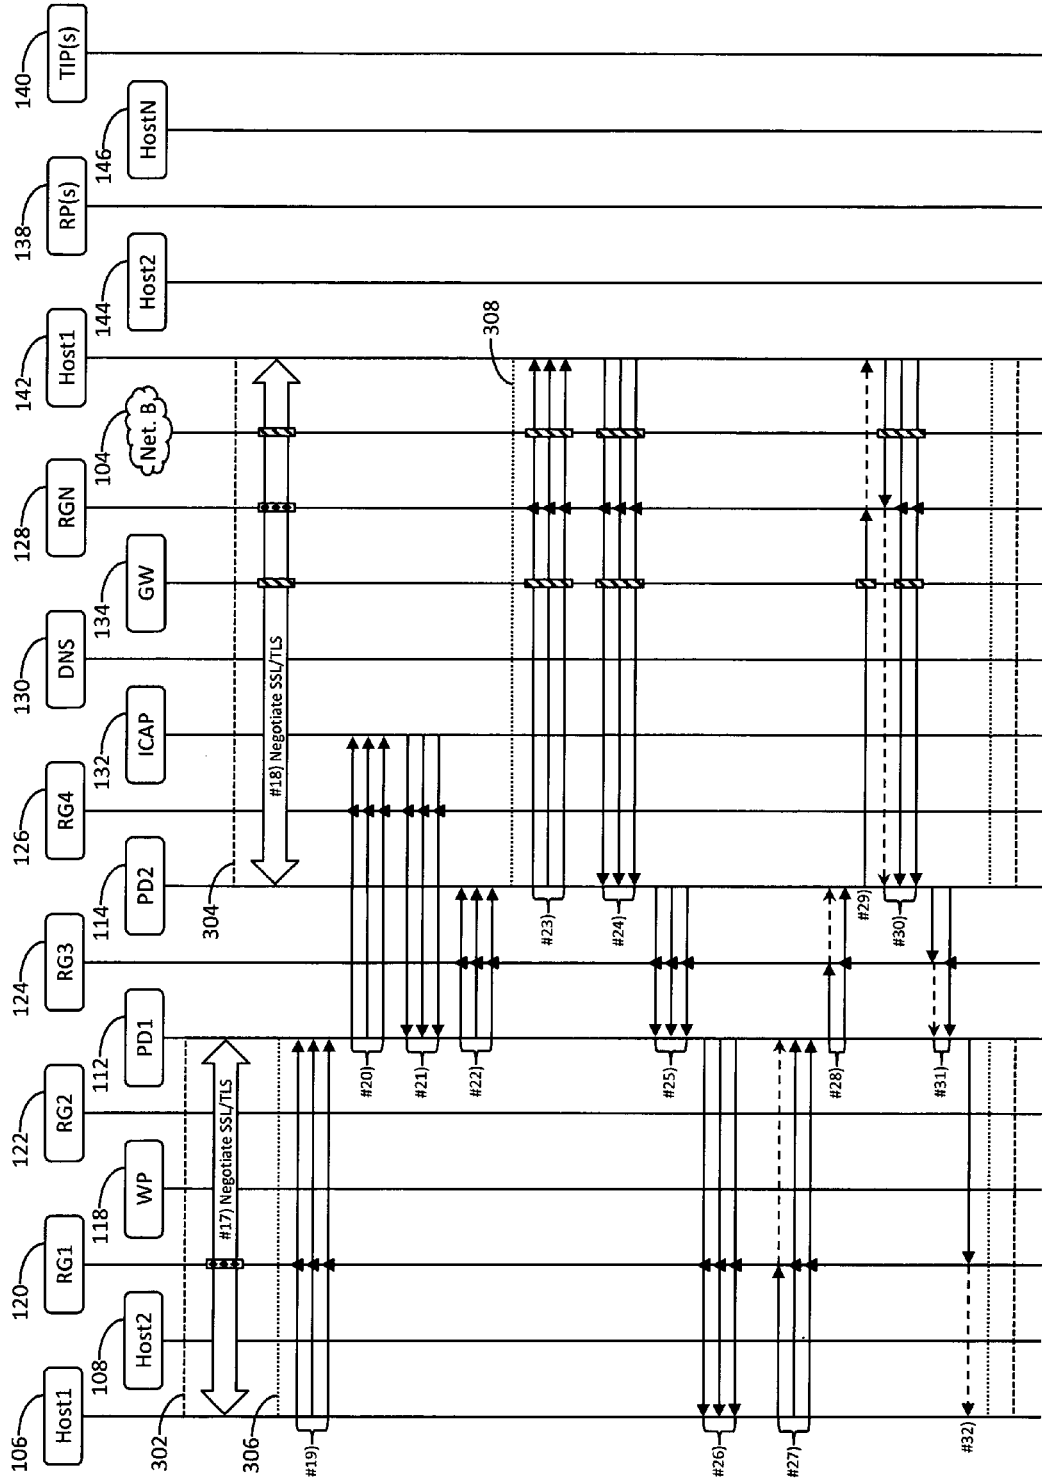 106
Host1
108
Host2
120
RG1
118
WP
122
RG2
112
PD1
124
RG3
114
PD2
126
RG4
132
ICAP
130
DNS
134
GW
128
RGN
104
Net. B
142
Host1
144
Host2
138
RP(s)
146
HostN
140
TIP(s)
302
#17) Negotiate SSL/TLS
304
#18) Negotiate SSL/TLS
306
#19)
#20)
#21)
#22)
308
#23)
#24)
#25)
#26)
#27)
#28)
#29)
#30)
#31)
#32)